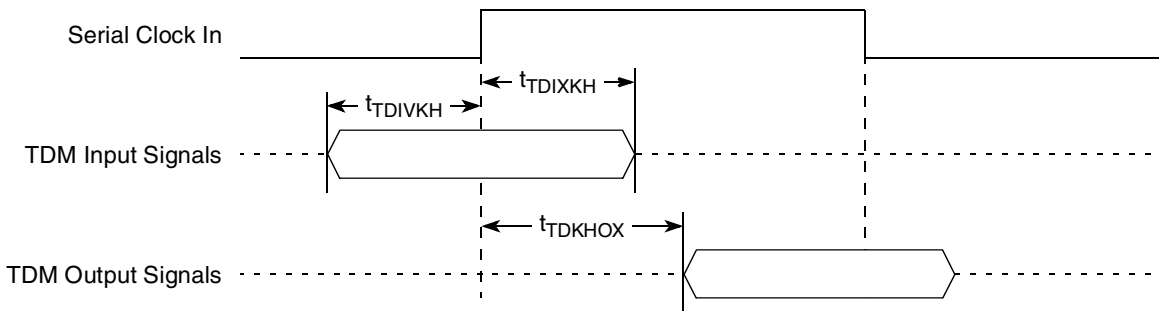 Serial Clock In
tTDIXKH
tTDIVKH
TDM Input Signals
tTDKHOX
TDM Output Signals